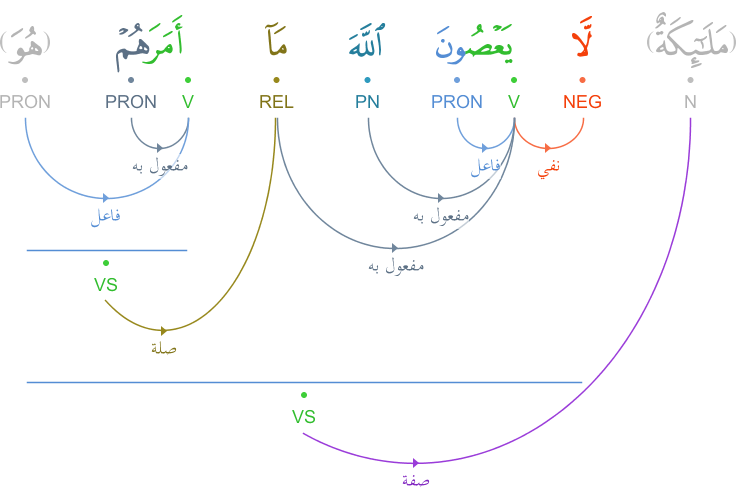 (مَلَـٰٓئِكَةٌ) لَّا يَعْصُونَ ٱللَّهَ مَآ أَمَرَهُمْ (هُوَ)
N NEG V PRON PN REL V PRON PRON
نفي فاعل مفعول به
مفعول به فاعل
مفعول به
VS
صلة
VS
صفة